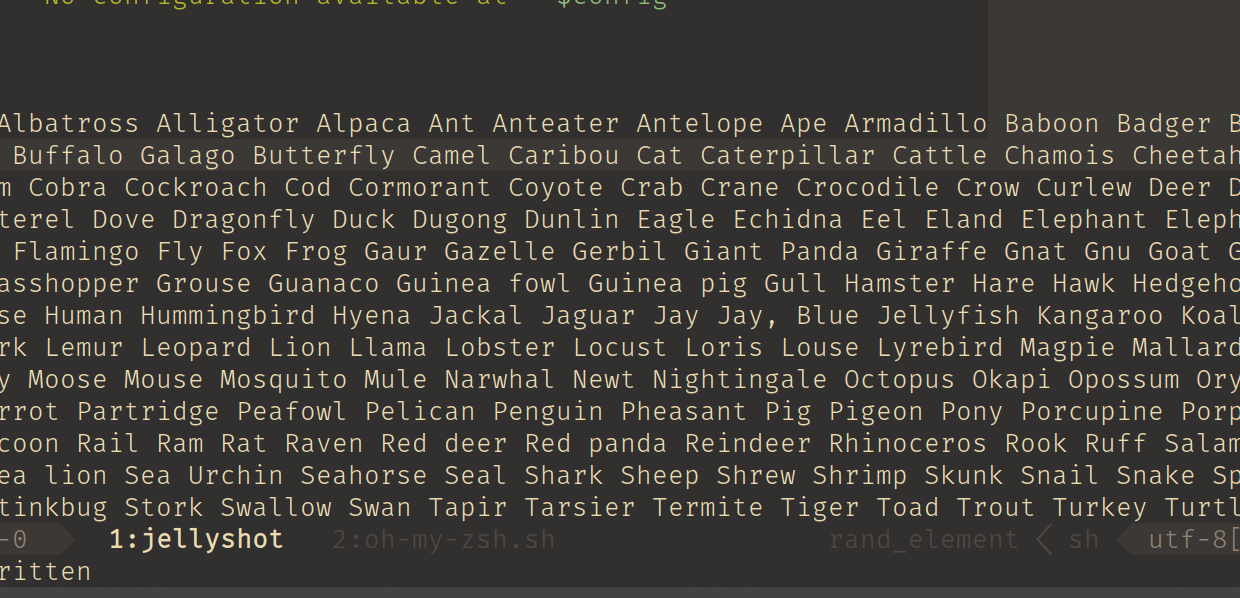 No configuration available at "$config
Albatross Alligator Alpaca Ant Anteater Antelope Ape Armadillo Baboon Badger B
Buffalo Galago Butterfly Camel Caribou Cat Caterpillar Cattle Chamois Cheetah
m Cobra Cockroach Cod Cormorant Coyote Crab Crane Crocodile Crow Curlew Deer D
terel Dove Dragonfly Duck Dugong Dunlin Eagle Echidna Eel Eland Elephant Eleph
Flamingo Fly Fox Frog Gaur Gazelle Gerbil Giant Panda Giraffe Gnat Gnu Goat G
asshopper Grouse Guanaco Guinea fowl Guinea pig Gull Hamster Hare Hawk Hedgeho
se Human Hummingbird Hyena Jackal Jaguar Jay Jay, Blue Jellyfish Kangaroo Koal
rk Lemur Leopard Lion Llama Lobster Locust Loris Louse Lyrebird Magpie Mallard
y Moose Mouse Mosquito Mule Narwhal Newt Nightingale Octopus Okapi Opossum Ory
rrot Partridge Peafowl Pelican Penguin Pheasant Pig Pigeon Pony Porcupine Porp
coon Rail Ram Rat Raven Red deer Red panda Reindeer Rhinoceros Rook Ruff Salam
ea lion Sea Urchin Seahorse Seal Shark Sheep Shrew Shrimp Skunk Snail Snake Sp
tinkbug Stork Swallow Swan Tapir Tarsier Termite Tiger Toad Trout Turkey Turtl
-0 1:jellyshot 2:oh-my-zsh.sh rand_element sh utf-8[
ritten